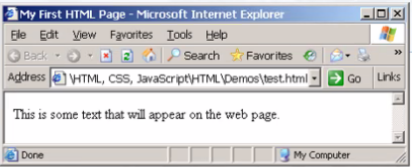 My First HTML Page - Microsoft Internet Explorer
File Edit View Favorites Tools Help
Back Search Favorites »
Address \HTML, CSS, JavaScript\HTML\Demos\test.html Go Links
This is some text that will appear on the web page.
Done My Computer